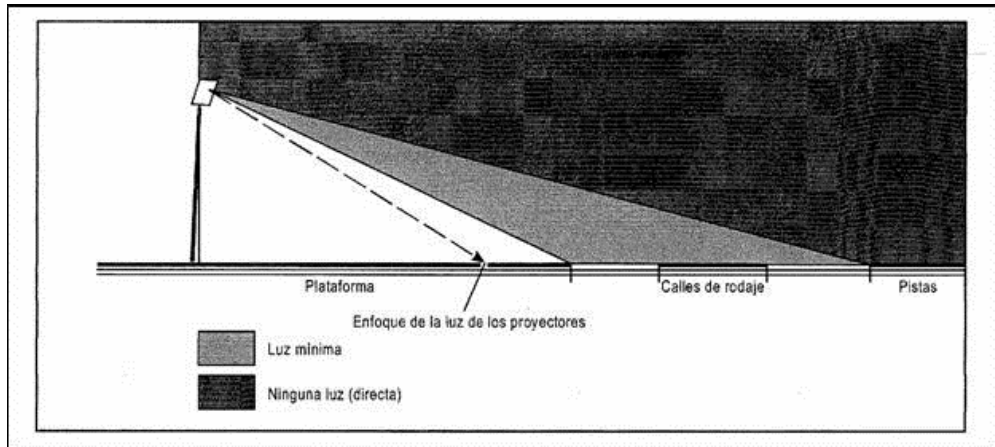 Plataforma
Calles de rodaje
Pistas
Enfoque de la luz de los proyectores
Luz mínima
Ninguna luz (directa)